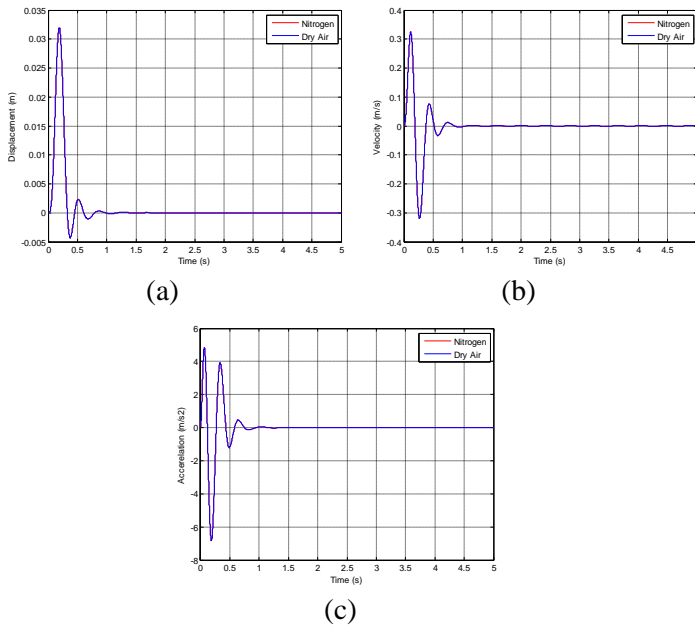 0.035
0.03
0.025
0.02
0.015
0.01
0.005
0
-0.005
Displacement (m)
0 0.5 1 1.5 2 2.5 3 3.5 4 4.5 5
Time (s)
Nitrogen
Dry Air
(a)
0.4
0.3
0.2
0.1
0
-0.1
-0.2
-0.3
-0.4
Velocity (m/s)
0 0.5 1 1.5 2 2.5 3 3.5 4 4.5
Time (s)
Nitrogen
Dry Air
(b)
6
4
2
0
-2
-4
-6
-8
Accerelation (m/s2)
0 0.5 1 1.5 2 2.5 3 3.5 4 4.5 5
Time (s)
Nitrogen
Dry Air
(c)